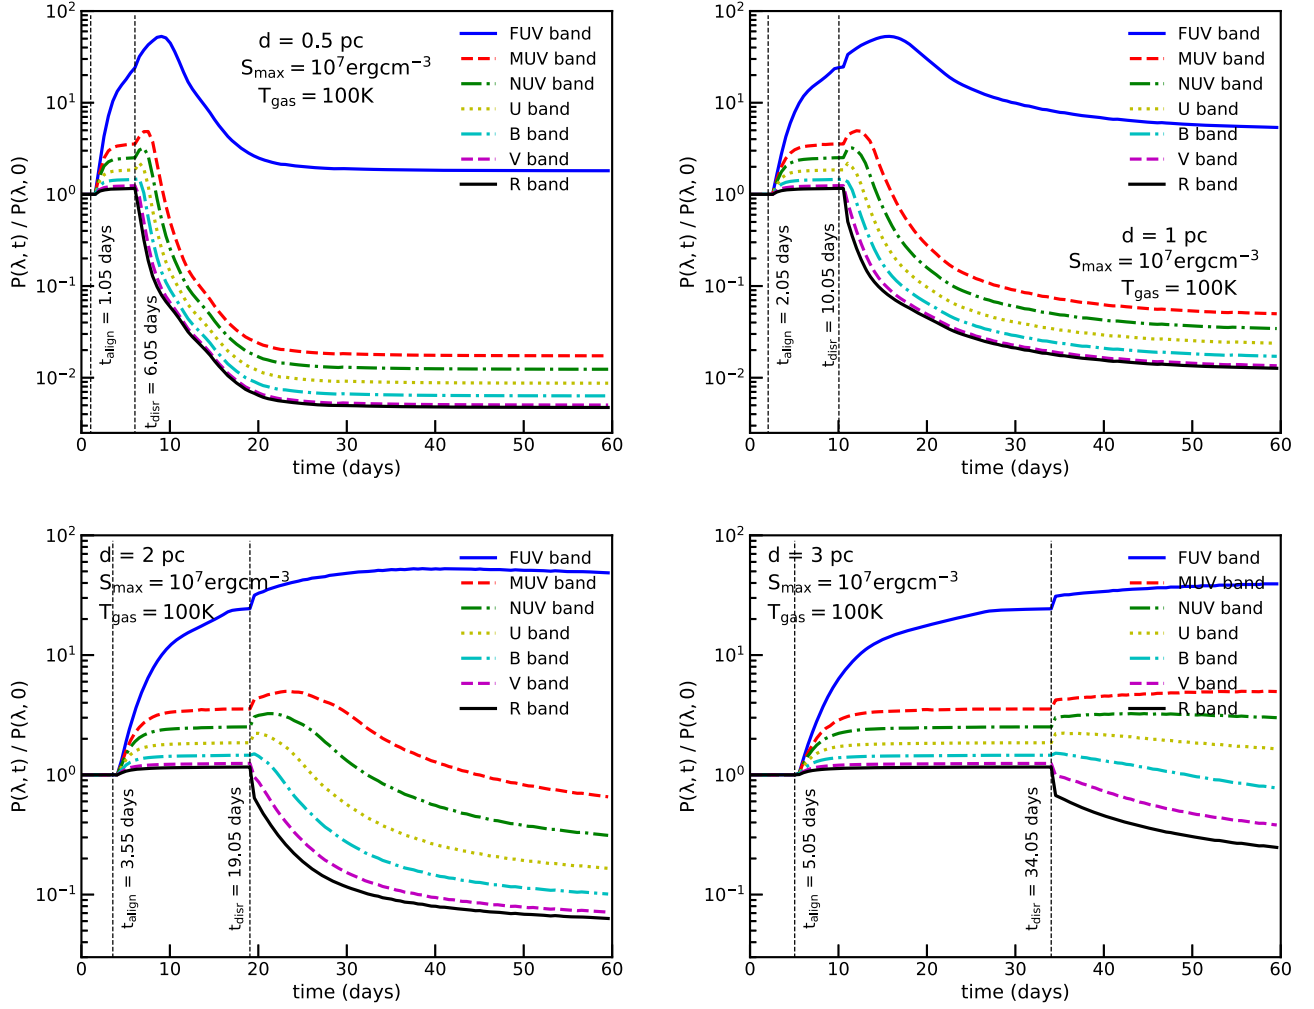 10²
10¹
10⁰
10⁻¹
10⁻²
P(λ, t) / P(λ, 0)
d = 0.5 pc
S_max = 10⁷ergcm⁻³
T_gas = 100K
FUV band
MUV band
NUV band
U band
B band
V band
R band
t_align = 1.05 days
t_disr = 6.05 days
0 10 20 30 40 50 60
time (days)
10²
10¹
10⁰
10⁻¹
10⁻²
P(λ, t) / P(λ, 0)
FUV band
MUV band
NUV band
U band
B band
V band
R band
d = 1 pc
S_max = 10⁷ergcm⁻³
T_gas = 100K
t_align = 2.05 days
t_disr = 10.05 days
0 10 20 30 40 50 60
time (days)
10²
10¹
10⁰
10⁻¹
P(λ, t) / P(λ, 0)
d = 2 pc
S_max = 10⁷ergcm⁻³
T_gas = 100K
FUV band
MUV band
NUV band
U band
B band
V band
R band
t_align = 3.55 days
t_disr = 19.05 days
0 10 20 30 40 50 60
time (days)
10²
10¹
10⁰
10⁻¹
P(λ, t) / P(λ, 0)
d = 3 pc
S_max = 10⁷ergcm⁻³
T_gas = 100K
FUV band
MUV band
NUV band
U band
B band
V band
R band
t_align = 5.05 days
t_disr = 34.05 days
0 10 20 30 40 50 60
time (days)